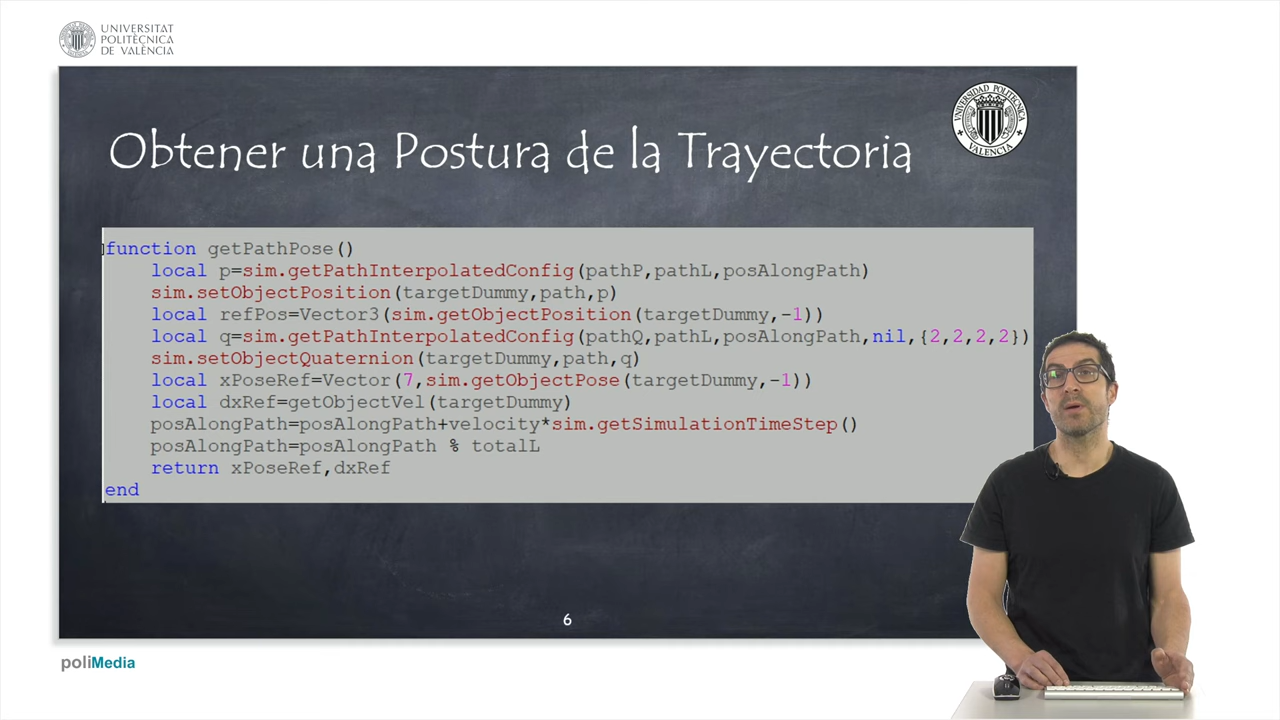 UNIVERSITAT
POLITÈCNICA
DE VALÈNCIA
UNIVERSIDAD POLITECNICA
VALENCIA
Obtener una Postura de la Trayectoria
function getPathPose()
    local p=sim.getPathInterpolatedConfig(pathP,pathL,posAlongPath)
    sim.setObjectPosition(targetDummy,path,p)
    local refPos=Vector3(sim.getObjectPosition(targetDummy,-1))
    local q=sim.getPathInterpolatedConfig(pathQ,pathL,posAlongPath,nil,{2,2,2,2})
    sim.setObjectQuaternion(targetDummy,path,q)
    local xPoseRef=Vector(7,sim.getObjectPose(targetDummy,-1))
    local dxRef=getObjectVel(targetDummy)
    posAlongPath=posAlongPath+velocity*sim.getSimulationTimeStep()
    posAlongPath=posAlongPath % totalL
    return xPoseRef,dxRef
end
6
poliMedia